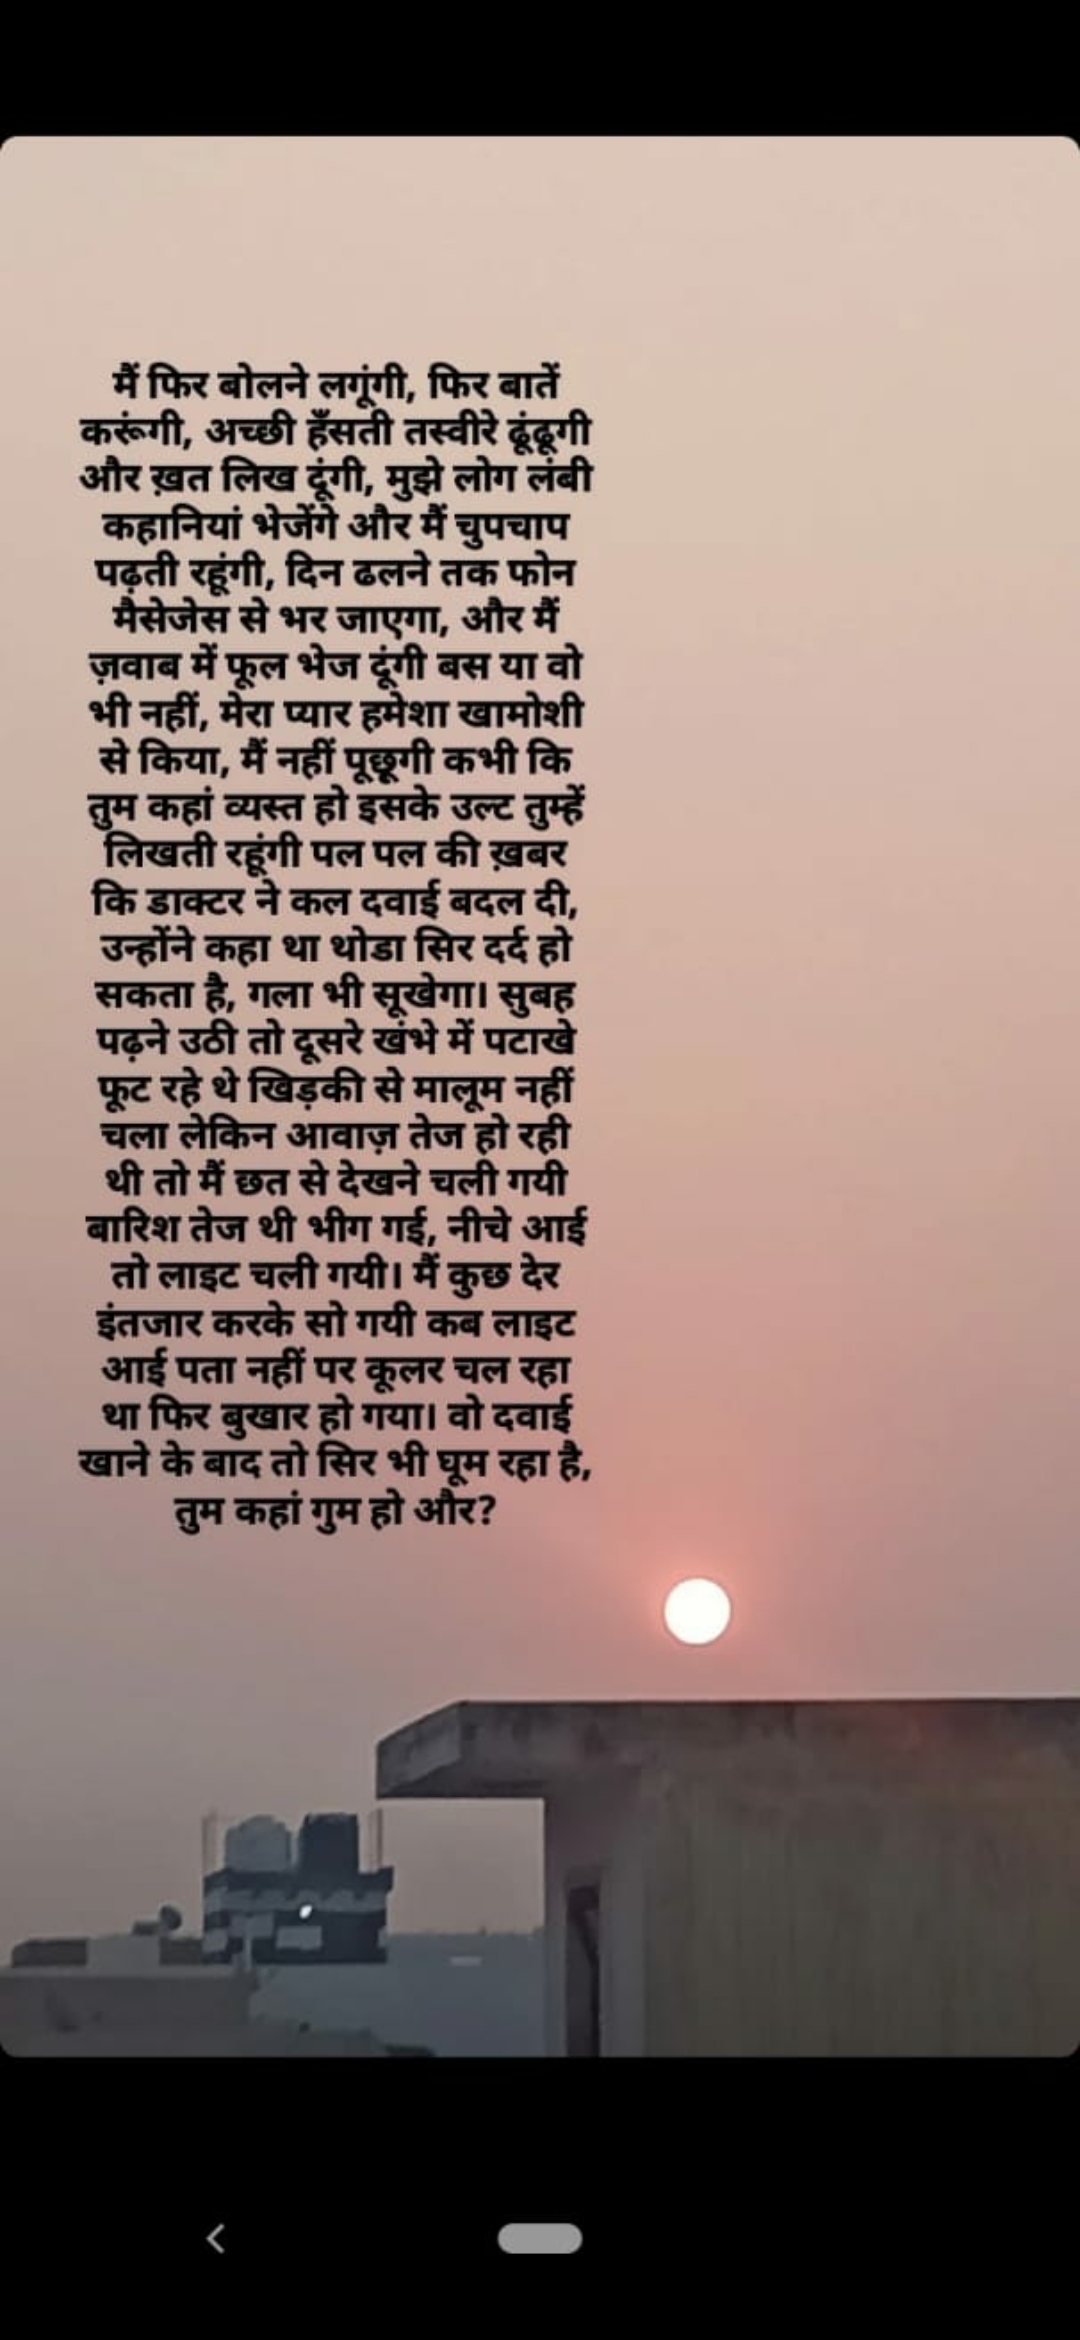 मैं फिर बोलने लगूंगी, फिर बातें
करूंगी, अच्छी हँसती तस्वीरे ढूंढूगी
और ख़त लिख दूंगी, मुझे लोग लंबी
कहानियां भेजेंगे और मैं चुपचाप
पढ़ती रहूंगी, दिन ढलने तक फोन
मैसेजेस से भर जाएगा, और मैं
ज़वाब में फूल भेज दूंगी बस या वो
भी नहीं, मेरा प्यार हमेशा खामोशी
से किया, मैं नहीं पूछूगी कभी कि
तुम कहां व्यस्त हो इसके उल्ट तुम्हें
लिखती रहूंगी पल पल की ख़बर
कि डाक्टर ने कल दवाई बदल दी,
उन्होंने कहा था थोडा सिर दर्द हो
सकता है, गला भी सूखेगा। सुबह
पढ़ने उठी तो दूसरे खंभे में पटाखे
फूट रहे थे खिड़की से मालूम नहीं
चला लेकिन आवाज़ तेज हो रही
थी तो मैं छत से देखने चली गयी
बारिश तेज थी भीग गई, नीचे आई
तो लाइट चली गयी। मैं कुछ देर
इंतजार करके सो गयी कब लाइट
आई पता नहीं पर कूलर चल रहा
था फिर बुखार हो गया। वो दवाई
खाने के बाद तो सिर भी घूम रहा है,
तुम कहां गुम हो और?